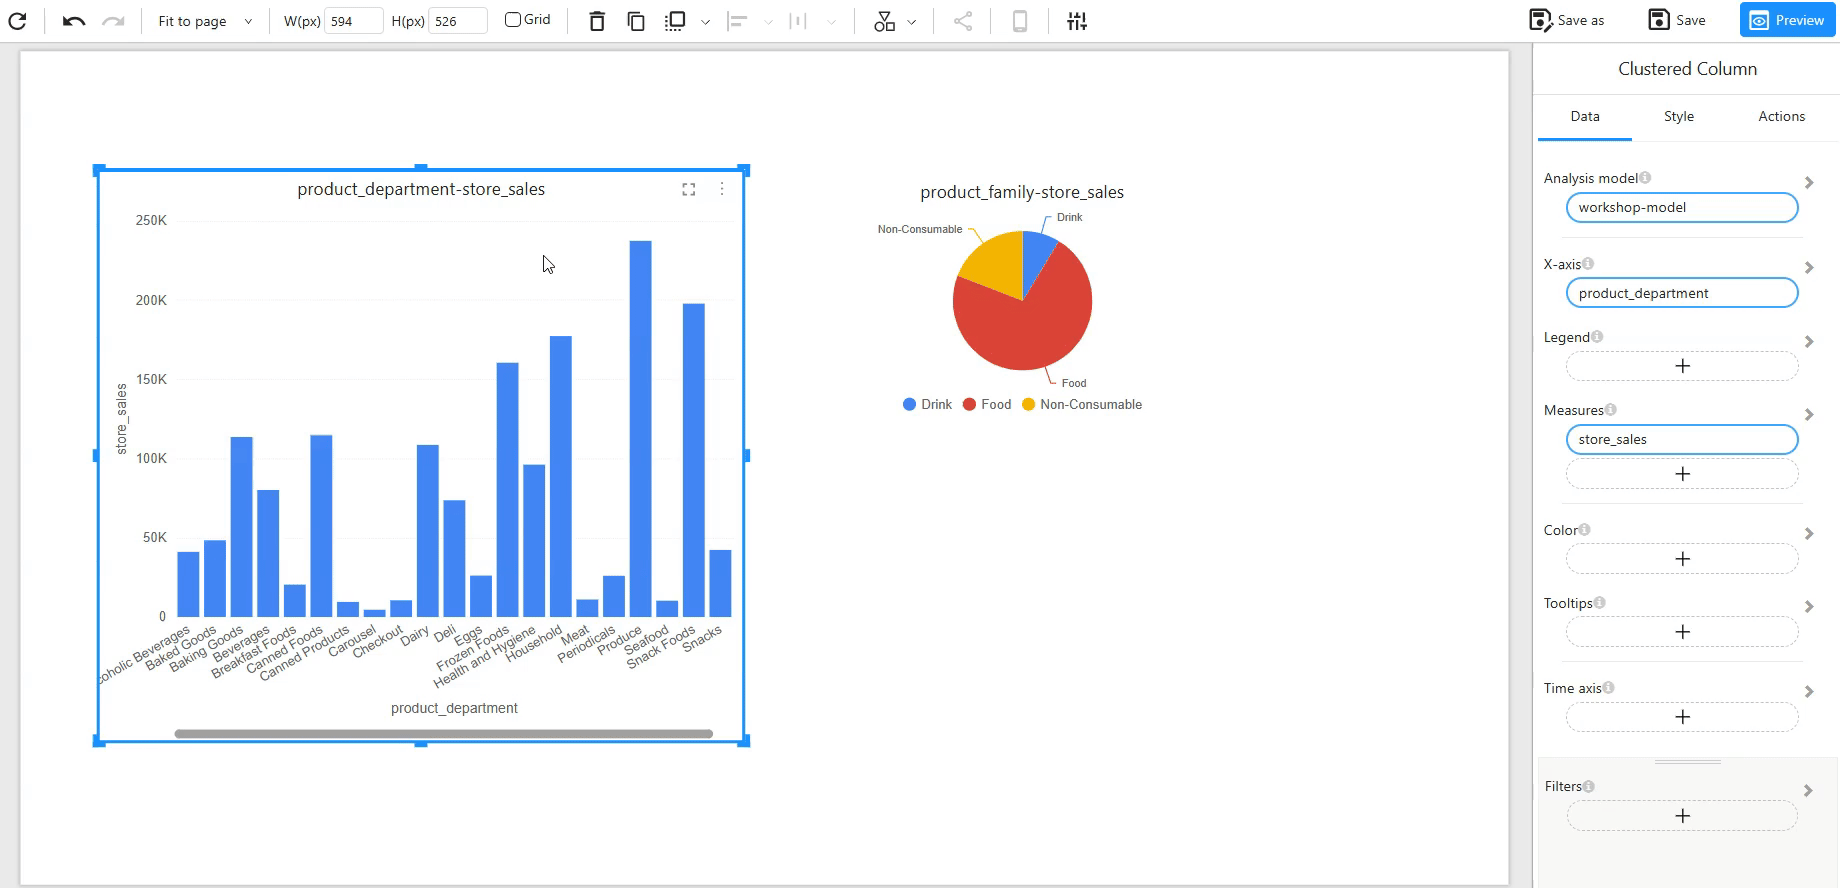 Fit to page W(px) 594 H(px) 526 Grid Save as Save Preview
Clustered Column
Data Style Actions
product_department-store_sales
250K
200K
150K
100K
50K
0
store_sales
coholic Beverages
Baked Goods
Baking Goods
Beverages
Breakfast Foods
Canned Foods
Canned Products
Carousel
Checkout
Dairy
Deli
Eggs
Frozen Foods
Health and Hygiene
Household
Meat
Periodicals
Produce
Seafood
Snack Foods
Snacks
product_department
product_family-store_sales
Drink
Non-Consumable
Food
Drink Food Non-Consumable
Analysis model
workshop-model
X-axis
product_department
Legend
Measures
store_sales
Color
Tooltips
Time axis
Filters